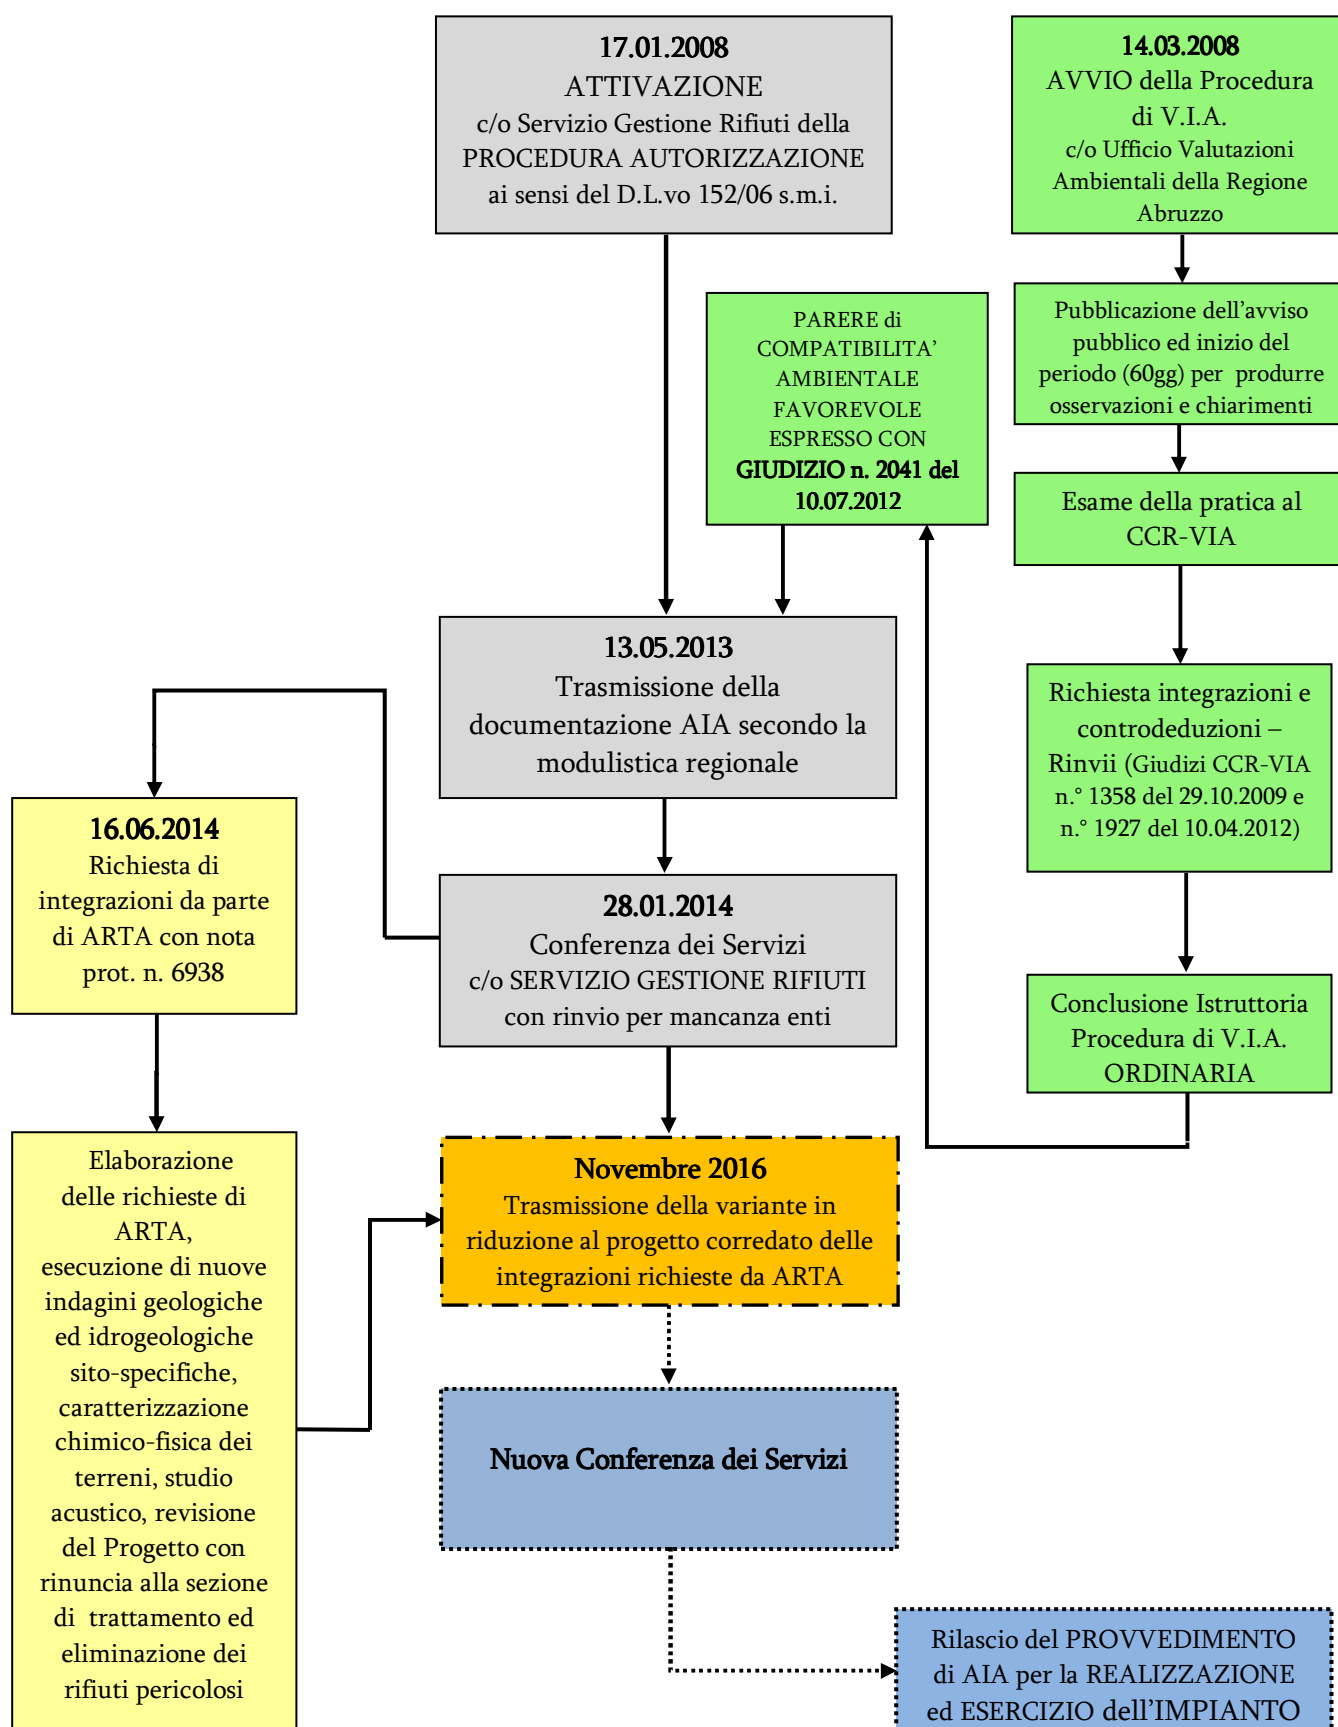 17.01.2008
ATTIVAZIONE
c/o Servizio Gestione Rifiuti della
PROCEDURA AUTORIZZAZIONE
ai sensi del D.L.vo 152/06 s.m.i.
14.03.2008
AVVIO della Procedura
di V.I.A.
c/o Ufficio Valutazioni
Ambientali della Regione
Abruzzo
Pubblicazione dell'avviso
pubblico ed inizio del
periodo (60gg) per produrre
osservazioni e chiarimenti
PARERE di
COMPATIBILITA'
AMBIENTALE
FAVOREVOLE
ESPRESSO CON
GIUDIZIO n. 2041 del
10.07.2012
Esame della pratica al
CCR-VIA
13.05.2013
Trasmissione della
documentazione AIA secondo la
modulistica regionale
Richiesta integrazioni e
controdeduzioni –
Rinvii (Giudizi CCR-VIA
n.° 1358 del 29.10.2009 e
n.° 1927 del 10.04.2012)
16.06.2014
Richiesta di
integrazioni da parte
di ARTA con nota
prot. n. 6938
28.01.2014
Conferenza dei Servizi
c/o SERVIZIO GESTIONE RIFIUTI
con rinvio per mancanza enti
Conclusione Istruttoria
Procedura di V.I.A.
ORDINARIA
Elaborazione
delle richieste di
ARTA,
esecuzione di nuove
indagini geologiche
ed idrogeologiche
sito-specifiche,
caratterizzazione
chimico-fisica dei
terreni, studio
acustico, revisione
del Progetto con
rinuncia alla sezione
di trattamento ed
eliminazione dei
rifiuti pericolosi
Novembre 2016
Trasmissione della variante in
riduzione al progetto corredato delle
integrazioni richieste da ARTA
Nuova Conferenza dei Servizi
Rilascio del PROVVEDIMENTO
di AIA per la REALIZZAZIONE
ed ESERCIZIO dell'IMPIANTO